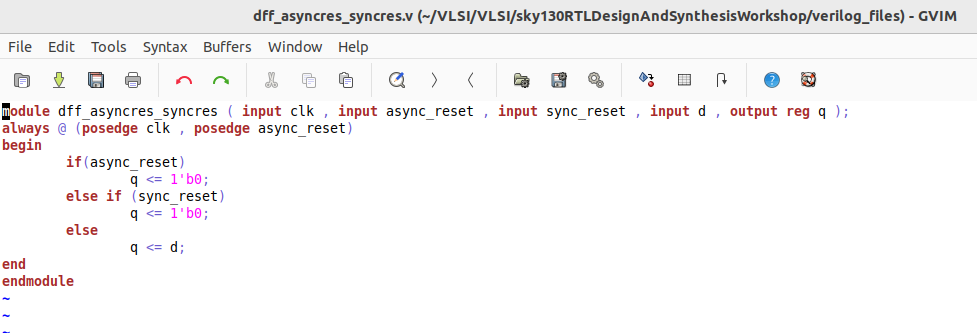 dff_asyncres_syncres.v (~/VLSI/VLSI/sky130RTLDesignAndSynthesisWorkshop/verilog_files) - GVIM
File Edit Tools Syntax Buffers Window Help
module dff_asyncres_syncres ( input clk , input async_reset , input sync_reset , input d , output reg q );
always @ (posedge clk , posedge async_reset)
begin
        if(async_reset)
                q <= 1'b0;
        else if (sync_reset)
                q <= 1'b0;
        else
                q <= d;
end
endmodule
~
~
~